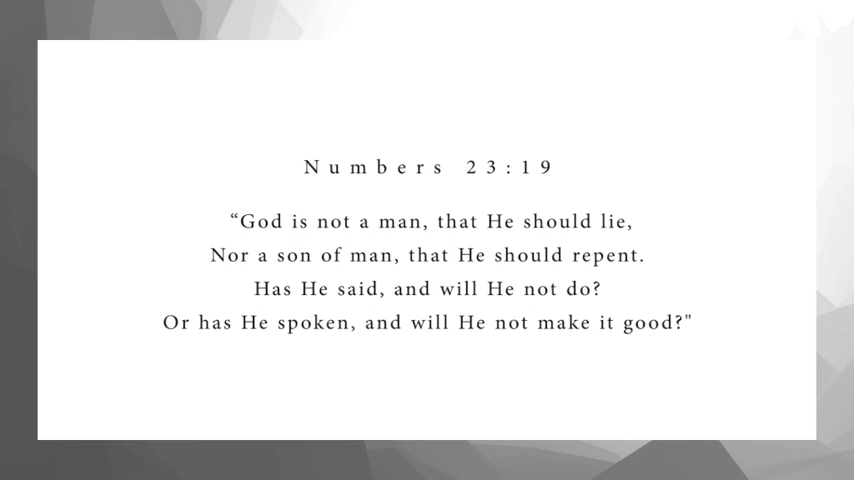 Numbers 23:19
“God is not a man, that He should lie,
Nor a son of man, that He should repent.
Has He said, and will He not do?
Or has He spoken, and will He not make it good?"